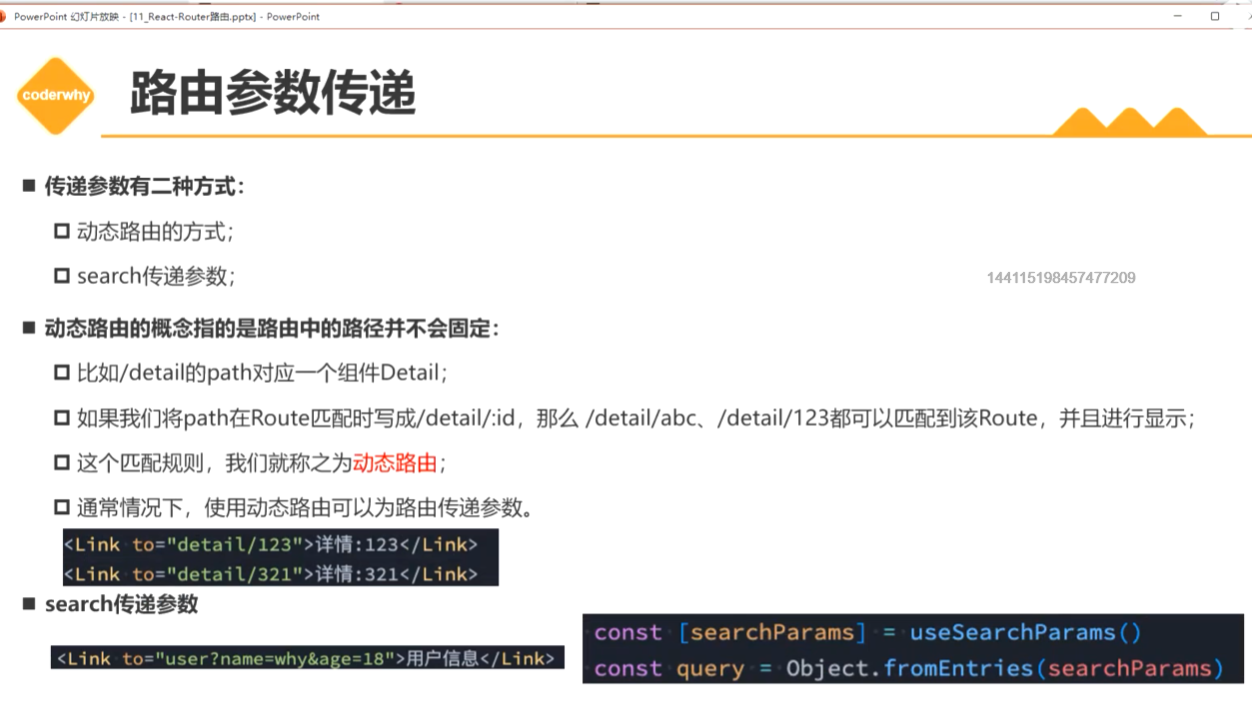 PowerPoint 幻灯片放映 - [11_React-Router路由.pptx] - PowerPoint
coderwhy
路由参数传递
传递参数有二种方式：
动态路由的方式；
search传递参数；
144115198457477209
动态路由的概念指的是路由中的路径并不会固定：
比如/detail的path对应一个组件Detail；
如果我们将path在Route匹配时写成/detail/:id，那么 /detail/abc、/detail/123都可以匹配到该Route，并且进行显示；
这个匹配规则，我们就称之为动态路由；
通常情况下，使用动态路由可以为路由传递参数。
<Link to="detail/123">详情:123</Link>
<Link to="detail/321">详情:321</Link>
search传递参数
<Link to="user?name=why&age=18">用户信息</Link>
const [searchParams] = useSearchParams()
const query = Object.fromEntries(searchParams)